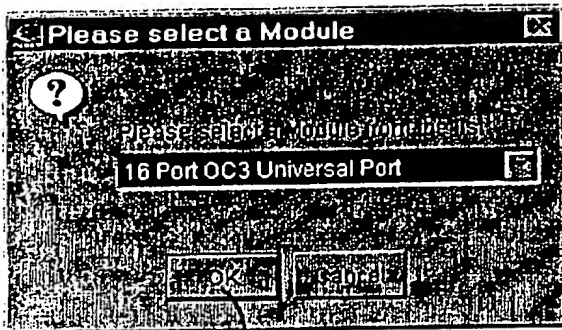 Please select a Module
?
Please select a Module from the list
16 Port OC3 Universal Port
OK Cancel